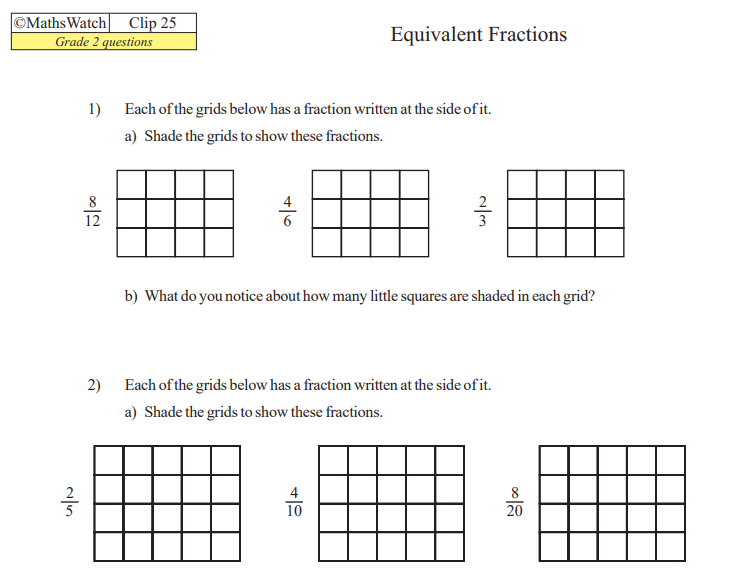 ©MathsWatch Clip 25
Grade 2 questions
Equivalent Fractions
1) Each of the grids below has a fraction written at the side of it.
a) Shade the grids to show these fractions.
8/12 4/6 2/3
b) What do you notice about how many little squares are shaded in each grid?
2) Each of the grids below has a fraction written at the side of it.
a) Shade the grids to show these fractions.
2/5 4/10 8/20